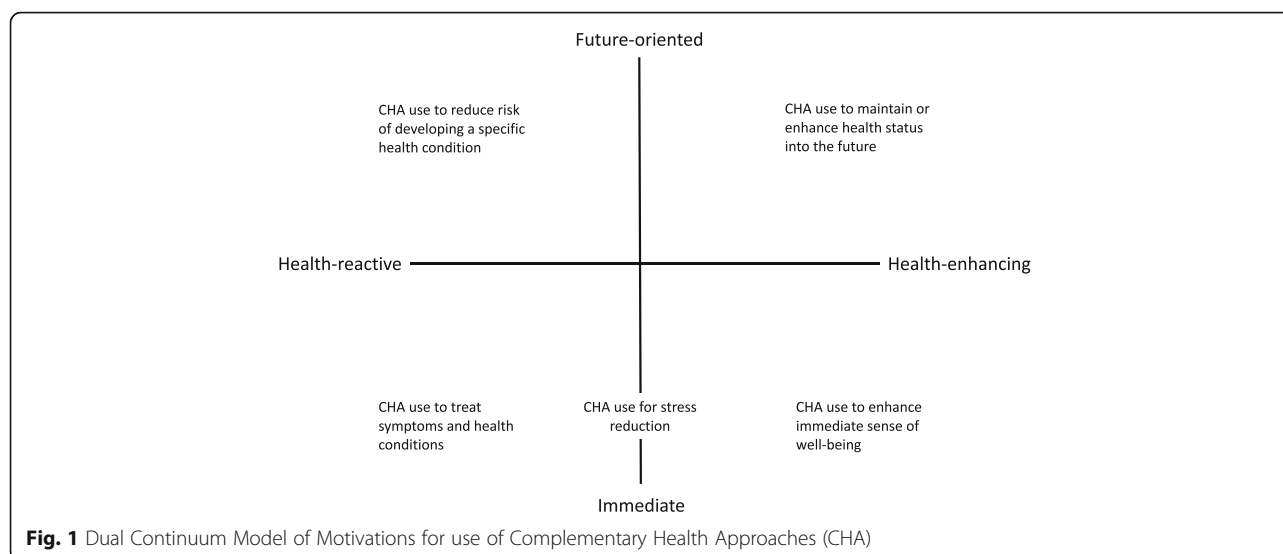 Future-oriented
CHA use to reduce risk
of developing a specific
health condition
CHA use to maintain or
enhance health status
into the future
Health-reactive
Health-enhancing
CHA use to treat
symptoms and health
conditions
CHA use for stress
reduction
CHA use to enhance
immediate sense of
well-being
Immediate
Fig. 1 Dual Continuum Model of Motivations for use of Complementary Health Approaches (CHA)